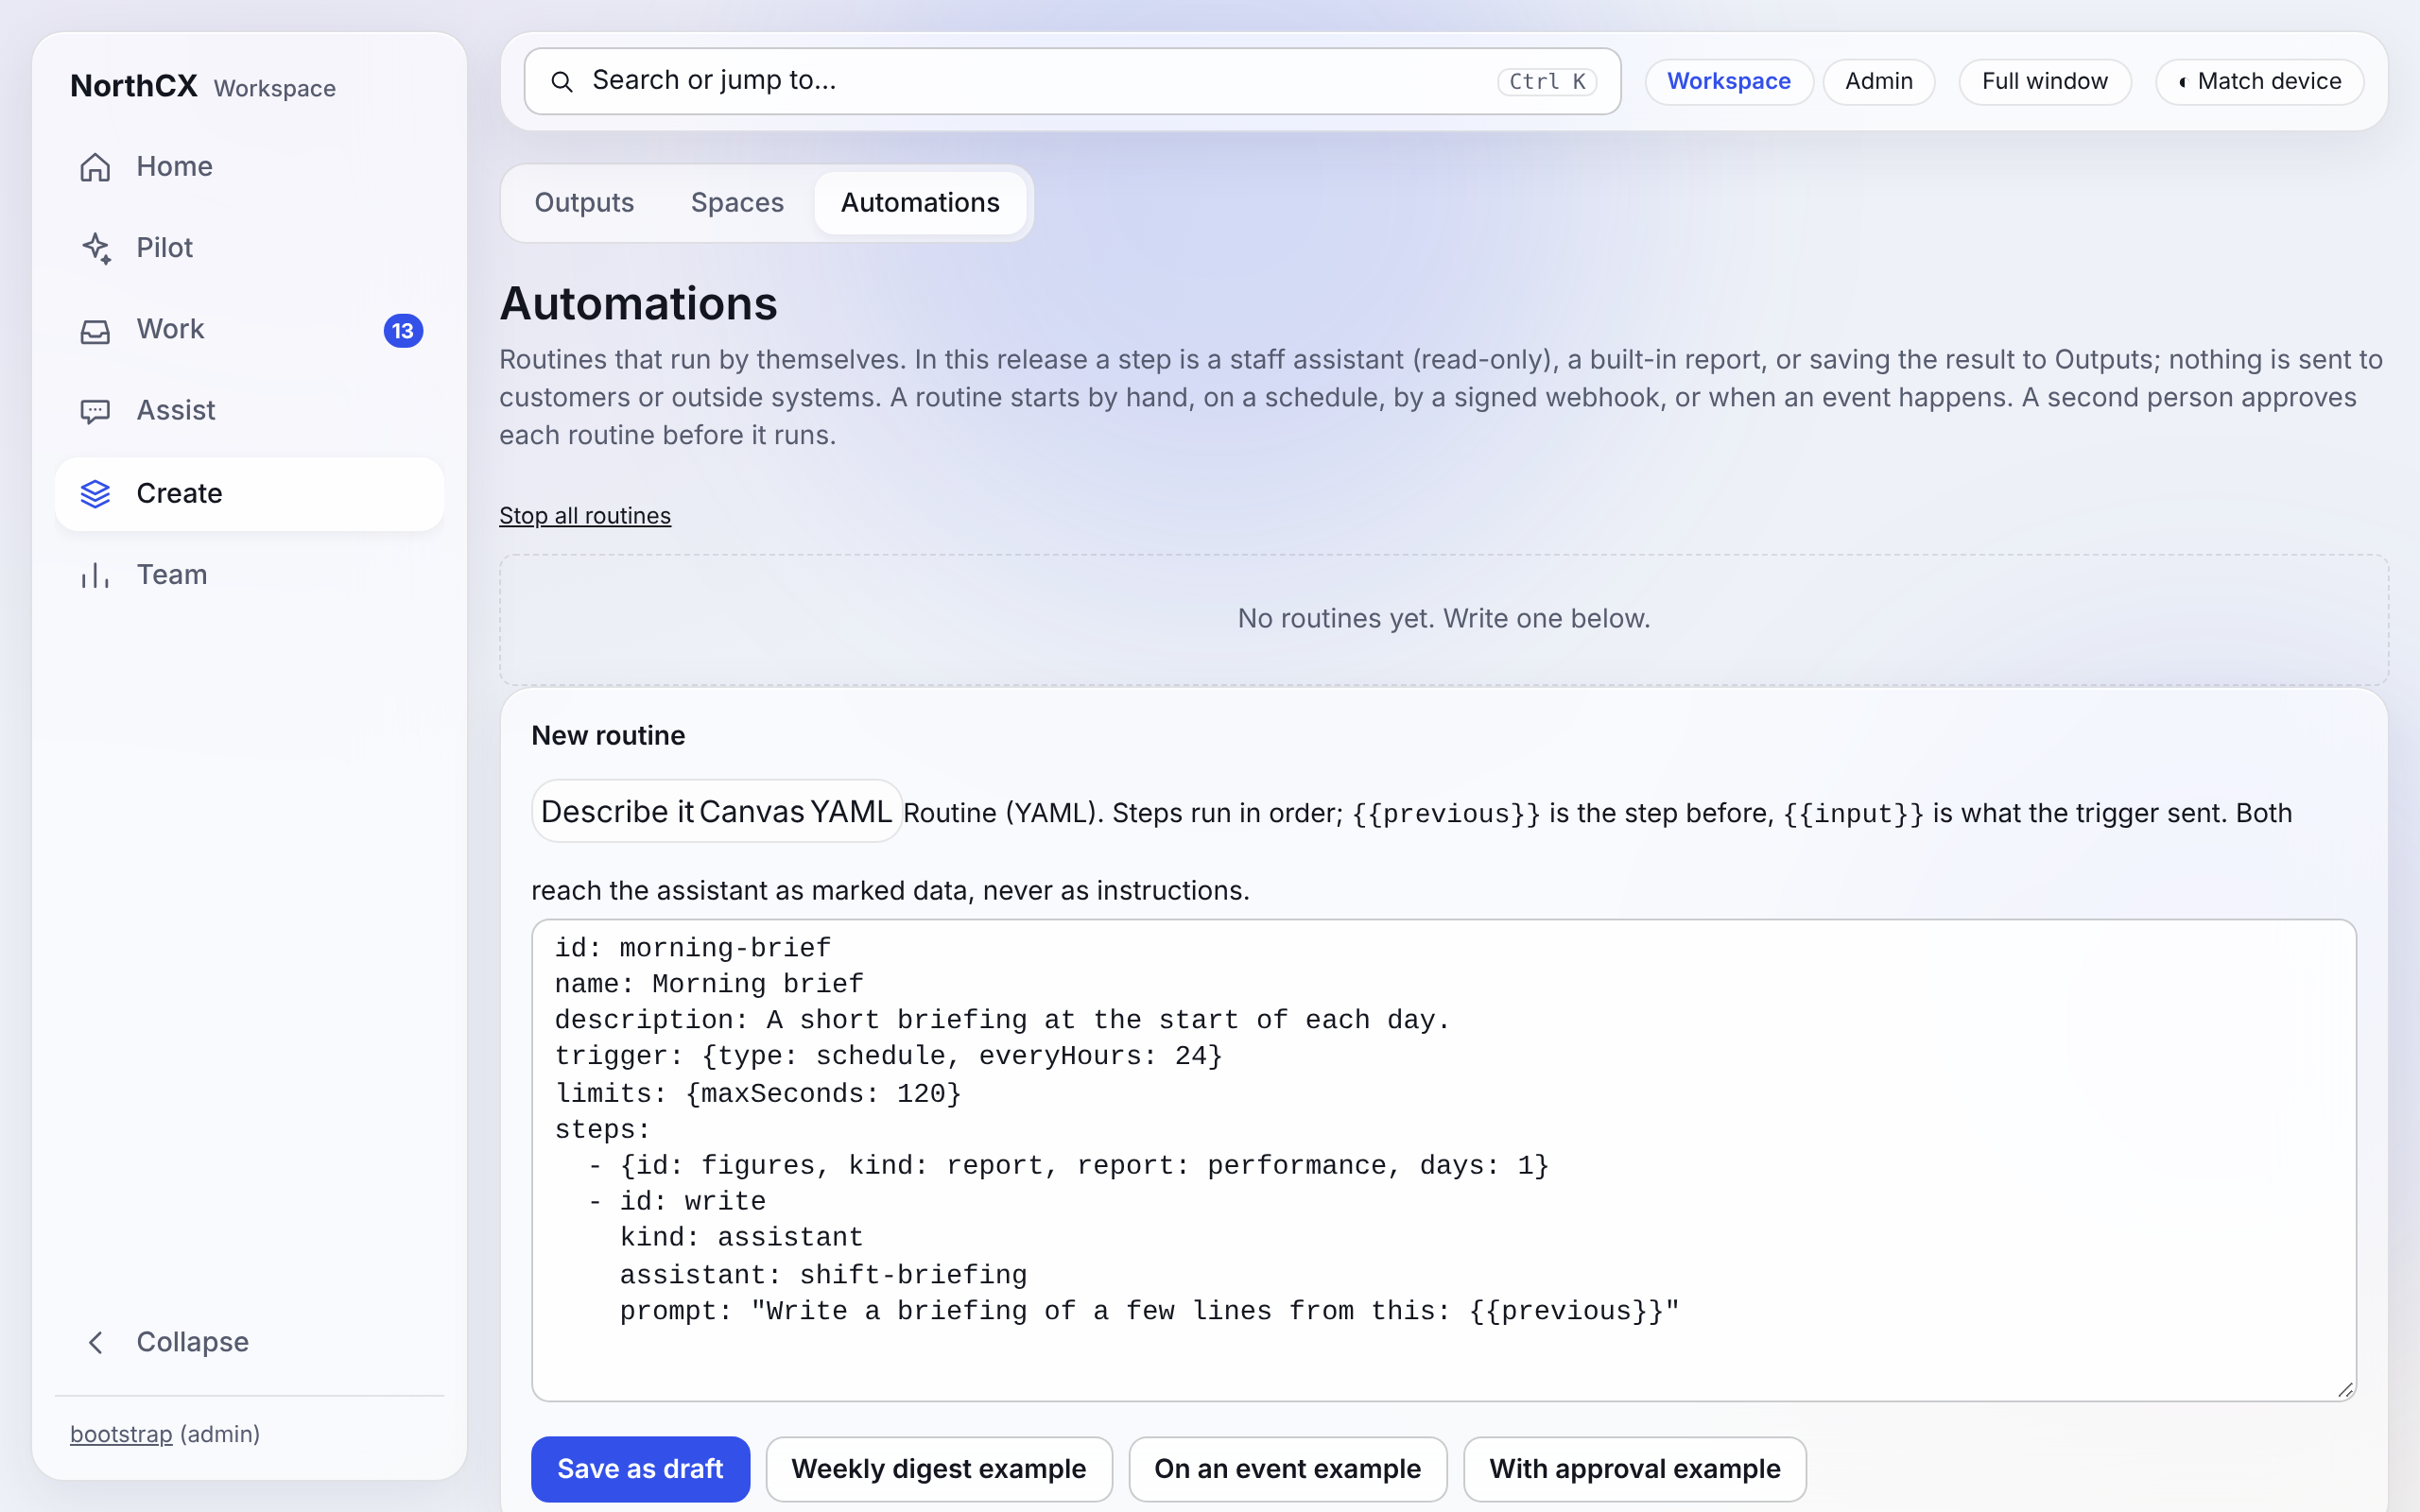 NorthCX Workspace
Home
Pilot
Work 13
Assist
Create
Team
Collapse
bootstrap (admin)
Search or jump to... Ctrl K
Workspace Admin Full window Match device
Outputs Spaces Automations
Automations
Routines that run by themselves. In this release a step is a staff assistant (read-only), a built-in report, or saving the result to Outputs; nothing is sent to
customers or outside systems. A routine starts by hand, on a schedule, by a signed webhook, or when an event happens. A second person approves
each routine before it runs.
Stop all routines
No routines yet. Write one below.
New routine
Describe it Canvas YAML Routine (YAML). Steps run in order; {{previous}} is the step before, {{input}} is what the trigger sent. Both
reach the assistant as marked data, never as instructions.
id: morning-brief
name: Morning brief
description: A short briefing at the start of each day.
trigger: {type: schedule, everyHours: 24}
limits: {maxSeconds: 120}
steps:
  - {id: figures, kind: report, report: performance, days: 1}
  - id: write
    kind: assistant
    assistant: shift-briefing
    prompt: "Write a briefing of a few lines from this: {{previous}}"
Save as draft Weekly digest example On an event example With approval example